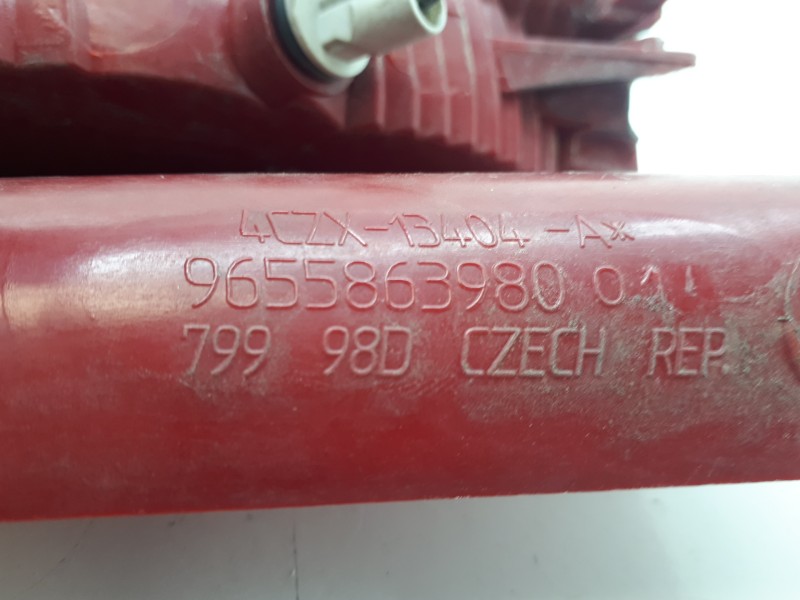 4CZX-13404-A*
9655863980
799 98D CZECH REP.